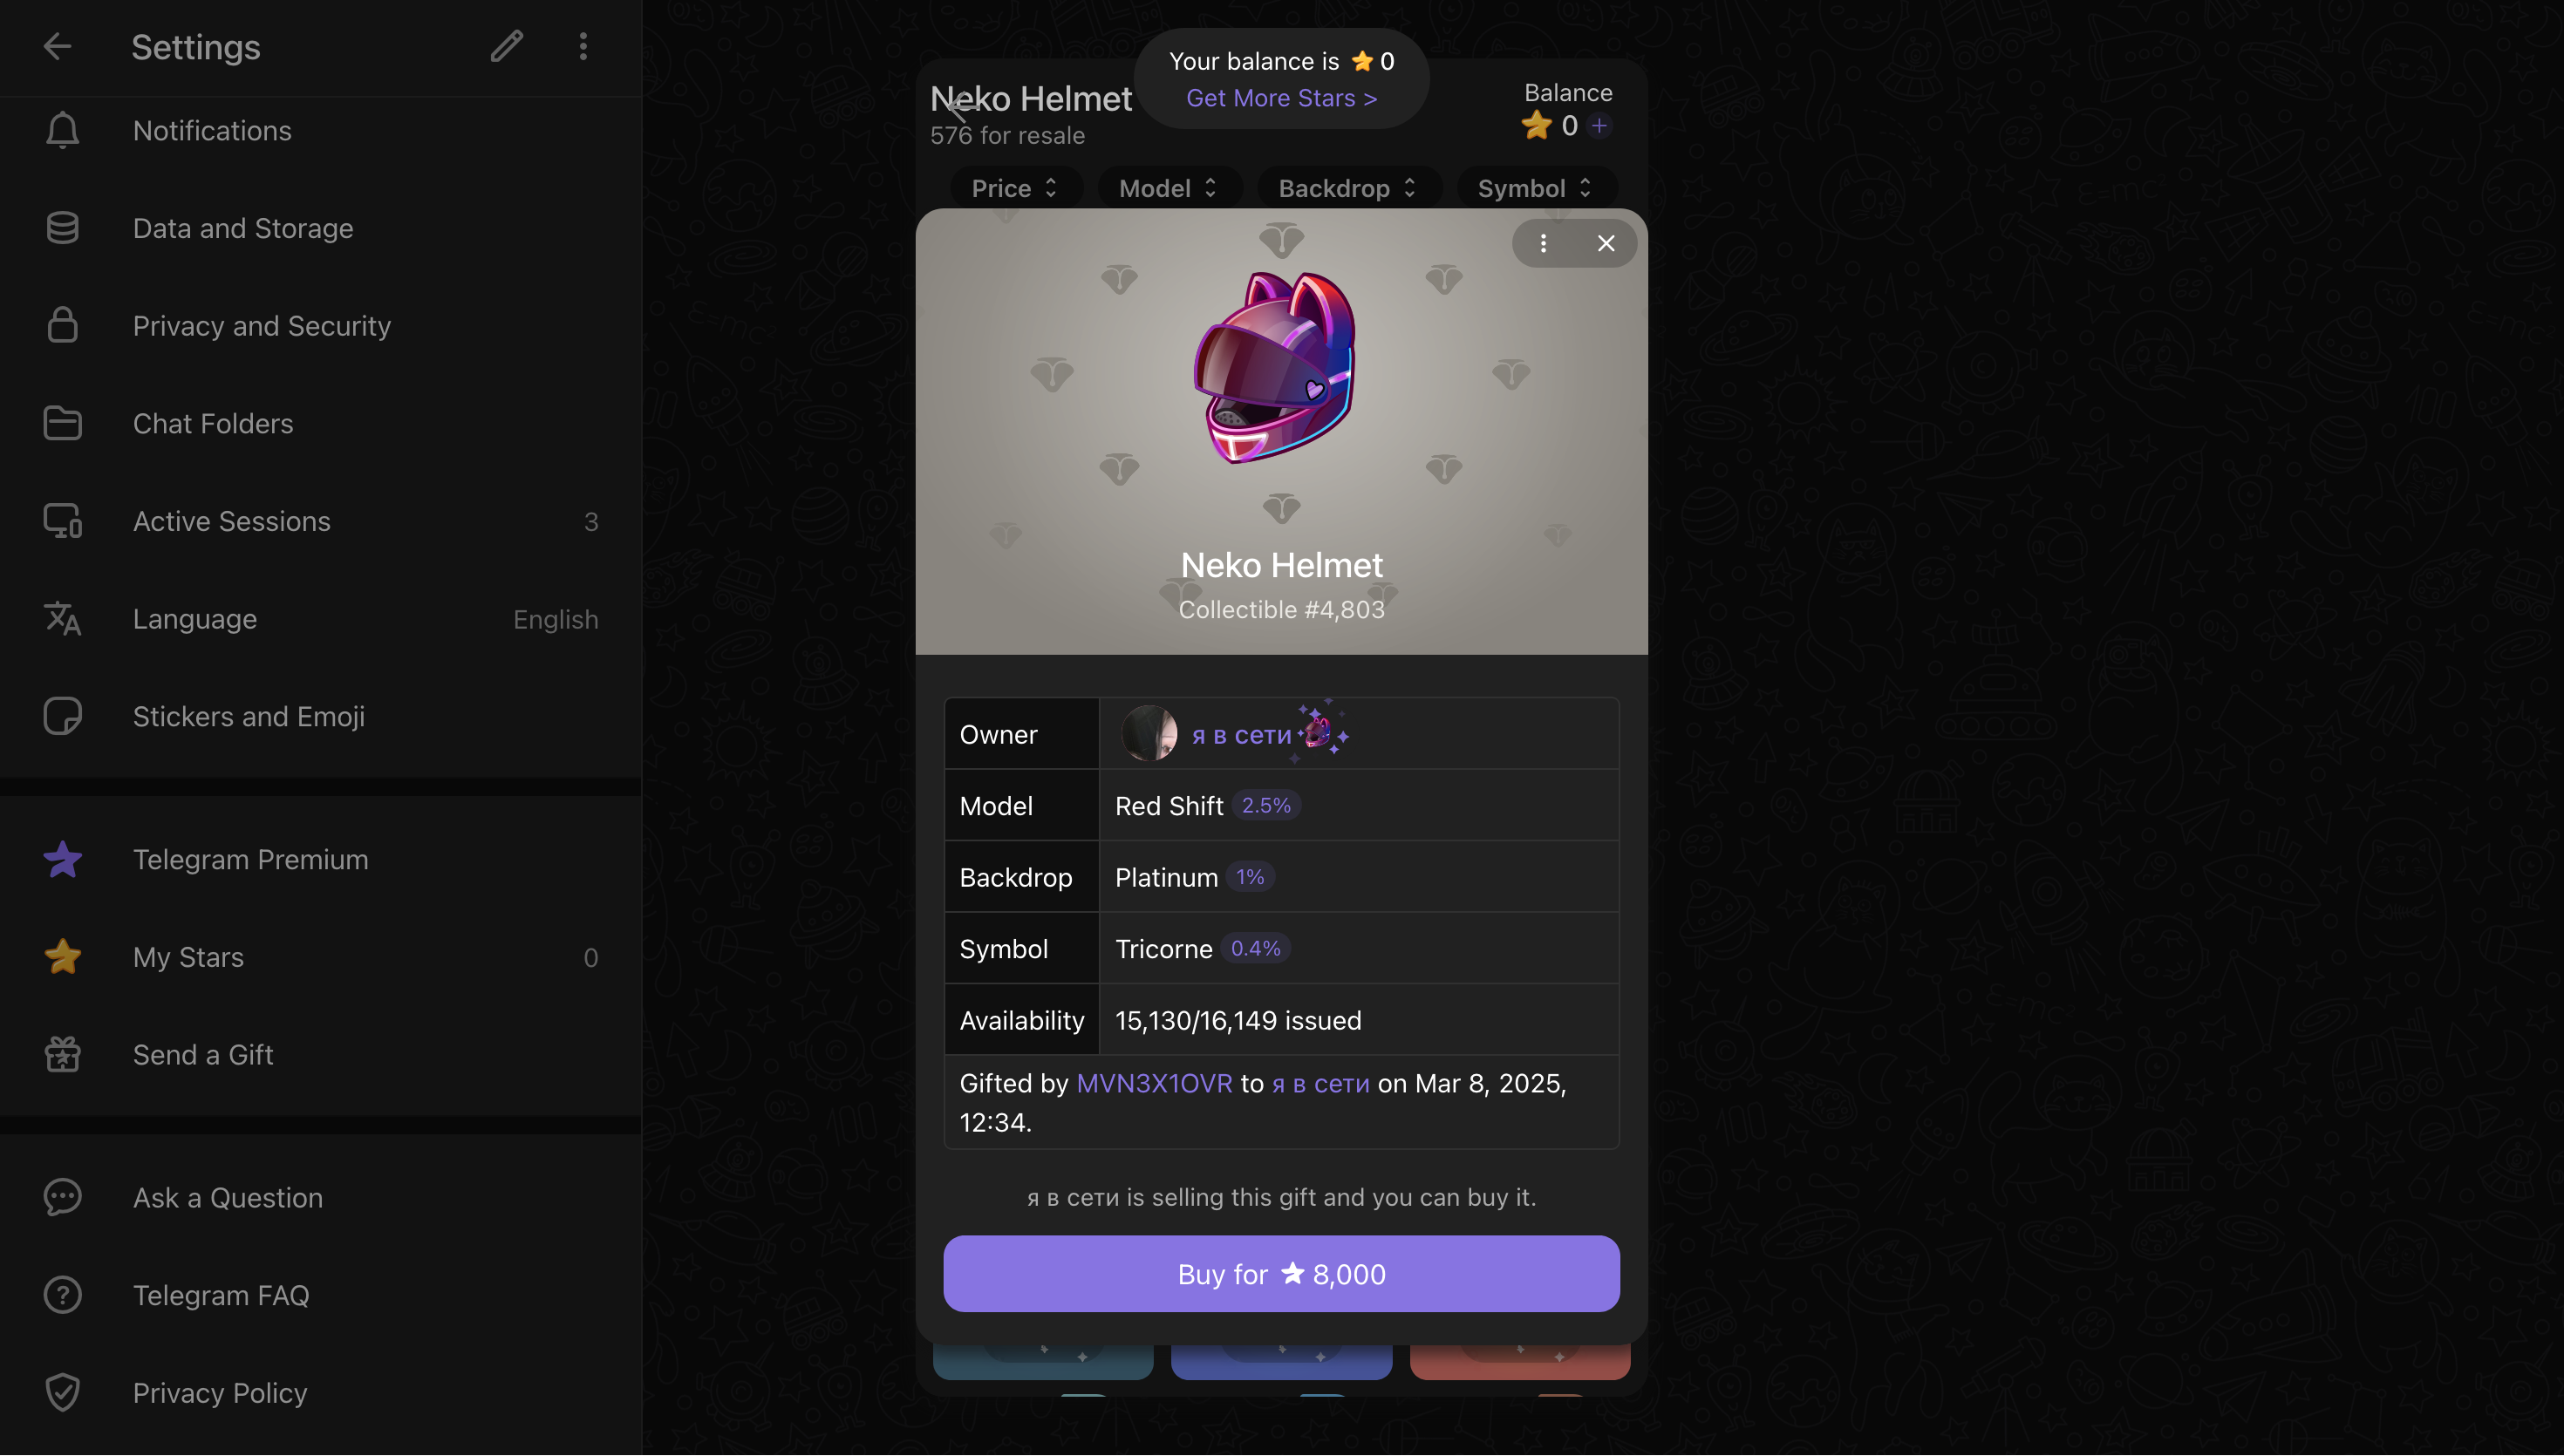 Settings
Notifications
Data and Storage
Privacy and Security
Chat Folders
Active Sessions 3
Language English
Stickers and Emoji
Telegram Premium
My Stars 0
Send a Gift
Ask a Question
Telegram FAQ
Privacy Policy
Your balance is 0
Get More Stars >
Neko Helmet
576 for resale
Balance
0 +
Price Model Backdrop Symbol
Neko Helmet
Collectible #4,803
Owner я в сети
Model Red Shift 2.5%
Backdrop Platinum 1%
Symbol Tricorne 0.4%
Availability 15,130/16,149 issued
Gifted by MVN3X1OVR to я в сети on Mar 8, 2025,
12:34.
я в сети is selling this gift and you can buy it.
Buy for 8,000